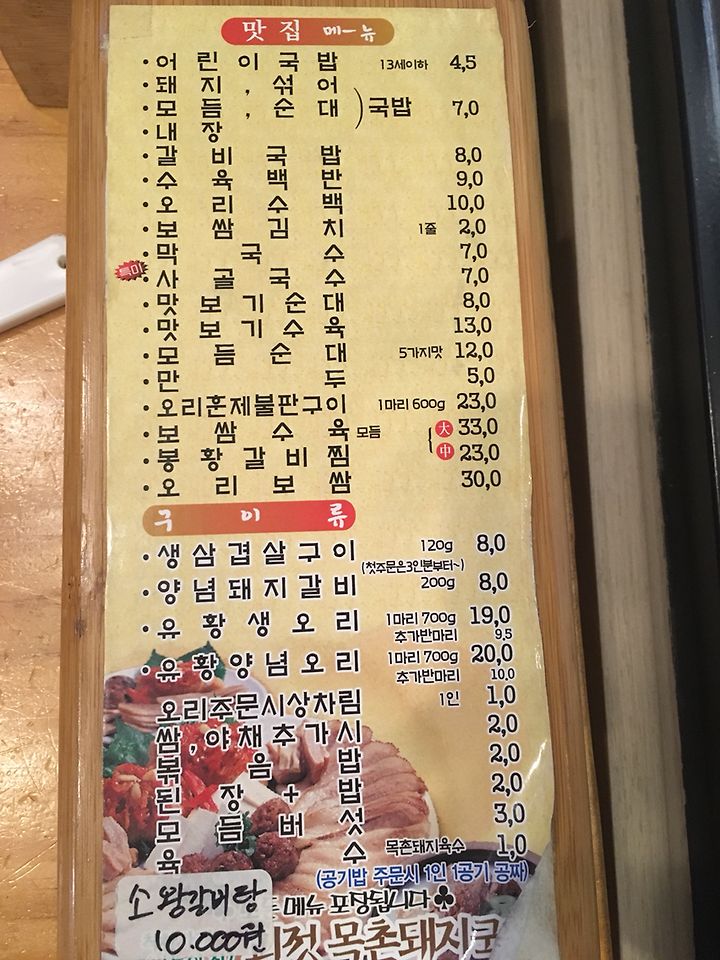 맛집 메-뉴
·어린이국밥 13세이하 4,5
·돼지, 섞어
·모듬, 순대 ) 국밥 7,0
·내장
·갈비국밥 8,0
·수육백반 9,0
·오리수백 10,0
·보쌈김치 1줄 2,0
·막국수 7,0
특미 ·사골국수 7,0
·맛보기순대 8,0
·맛보기수육 13,0
·모듬순대 5가지맛 12,0
·만두 5,0
·오리훈제불판구이 1마리 600g 23,0
·보쌈수육 모듬 { 大 33,0
·봉황갈비찜 中 23,0
·오리보쌈 30,0
구이류
·생삼겹살구이 120g 8,0
(첫주문은3인분부터~)
·양념돼지갈비 200g 8,0
·유황생오리 1마리 700g 19,0
추가반마리 9,5
·유황양념오리 1마리 700g 20,0
추가반마리 10,0
오리주문시상차림 1인 1,0
쌈,야채추가시 2,0
볶음밥 2,0
된장+밥 2,0
모듬버섯 3,0
육수 목촌돼지육수 1,0
(공기밥 주문시 1인 1공기 공짜)
소왕갈비탕
10.000원
목촌돼지국